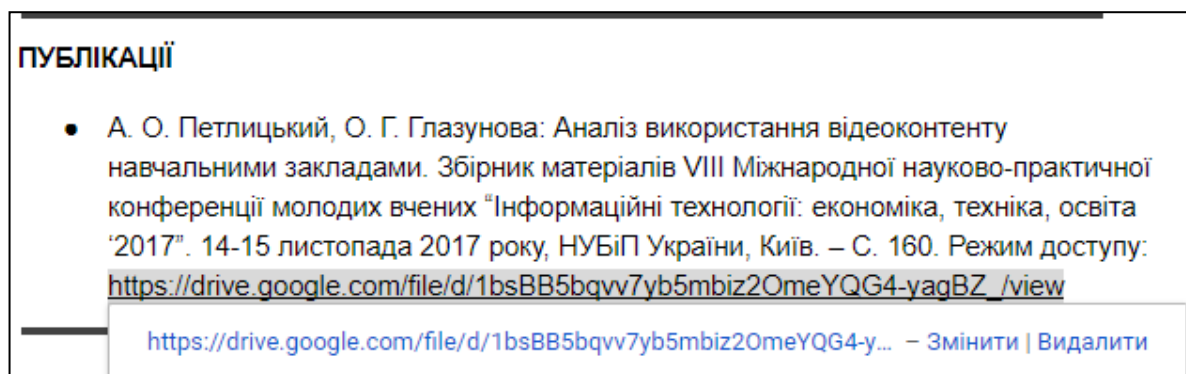 ПУБЛІКАЦІЇ
● А. О. Петлицький, О. Г. Глазунова: Аналіз використання відеоконтенту
навчальними закладами. Збірник матеріалів VIII Міжнародної науково-практичної
конференції молодих вчених “Інформаційні технології: економіка, техніка, освіта
‘2017”. 14-15 листопада 2017 року, НУБіП України, Київ. – С. 160. Режим доступу:
https://drive.google.com/file/d/1bsBB5bqvv7yb5mbiz2OmeYQG4-yagBZ_/view
https://drive.google.com/file/d/1bsBB5bqvv7yb5mbiz2OmeYQG4-y... – Змінити | Видалити